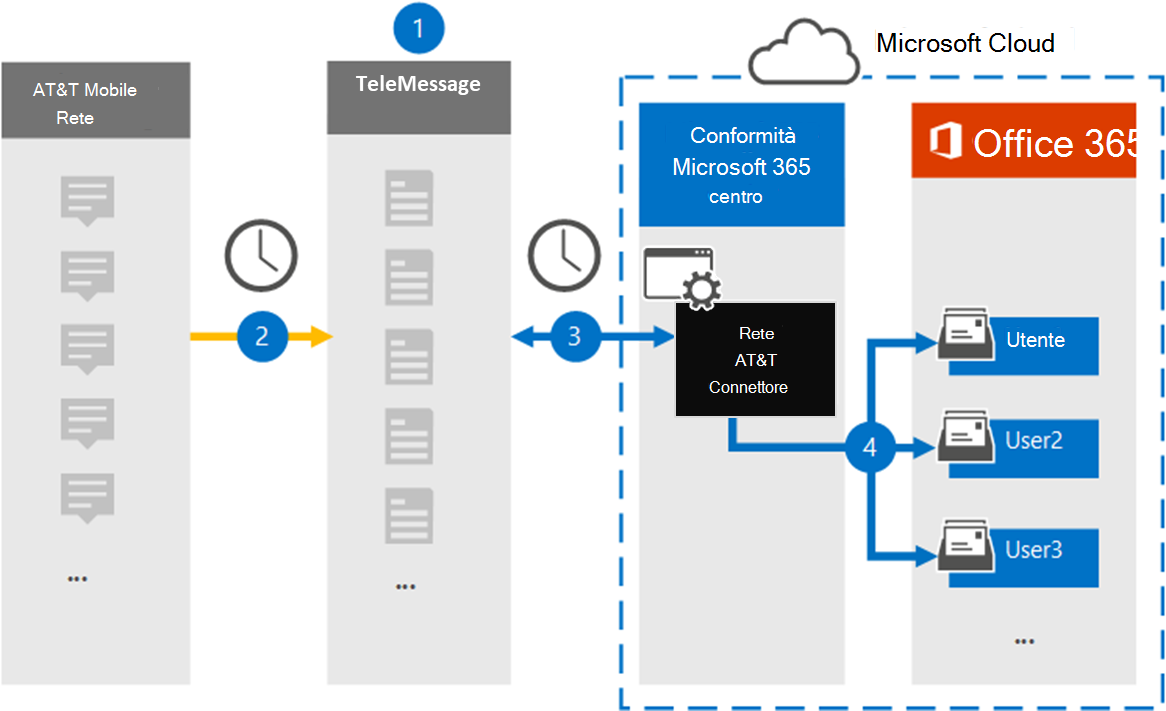 1
Microsoft Cloud
AT&T Mobile
Rete
TeleMessage
Conformità
Microsoft 365
centro
Office 365
2
3
Rete
AT&T
Connettore
4
Utente
User2
User3
...
...
...